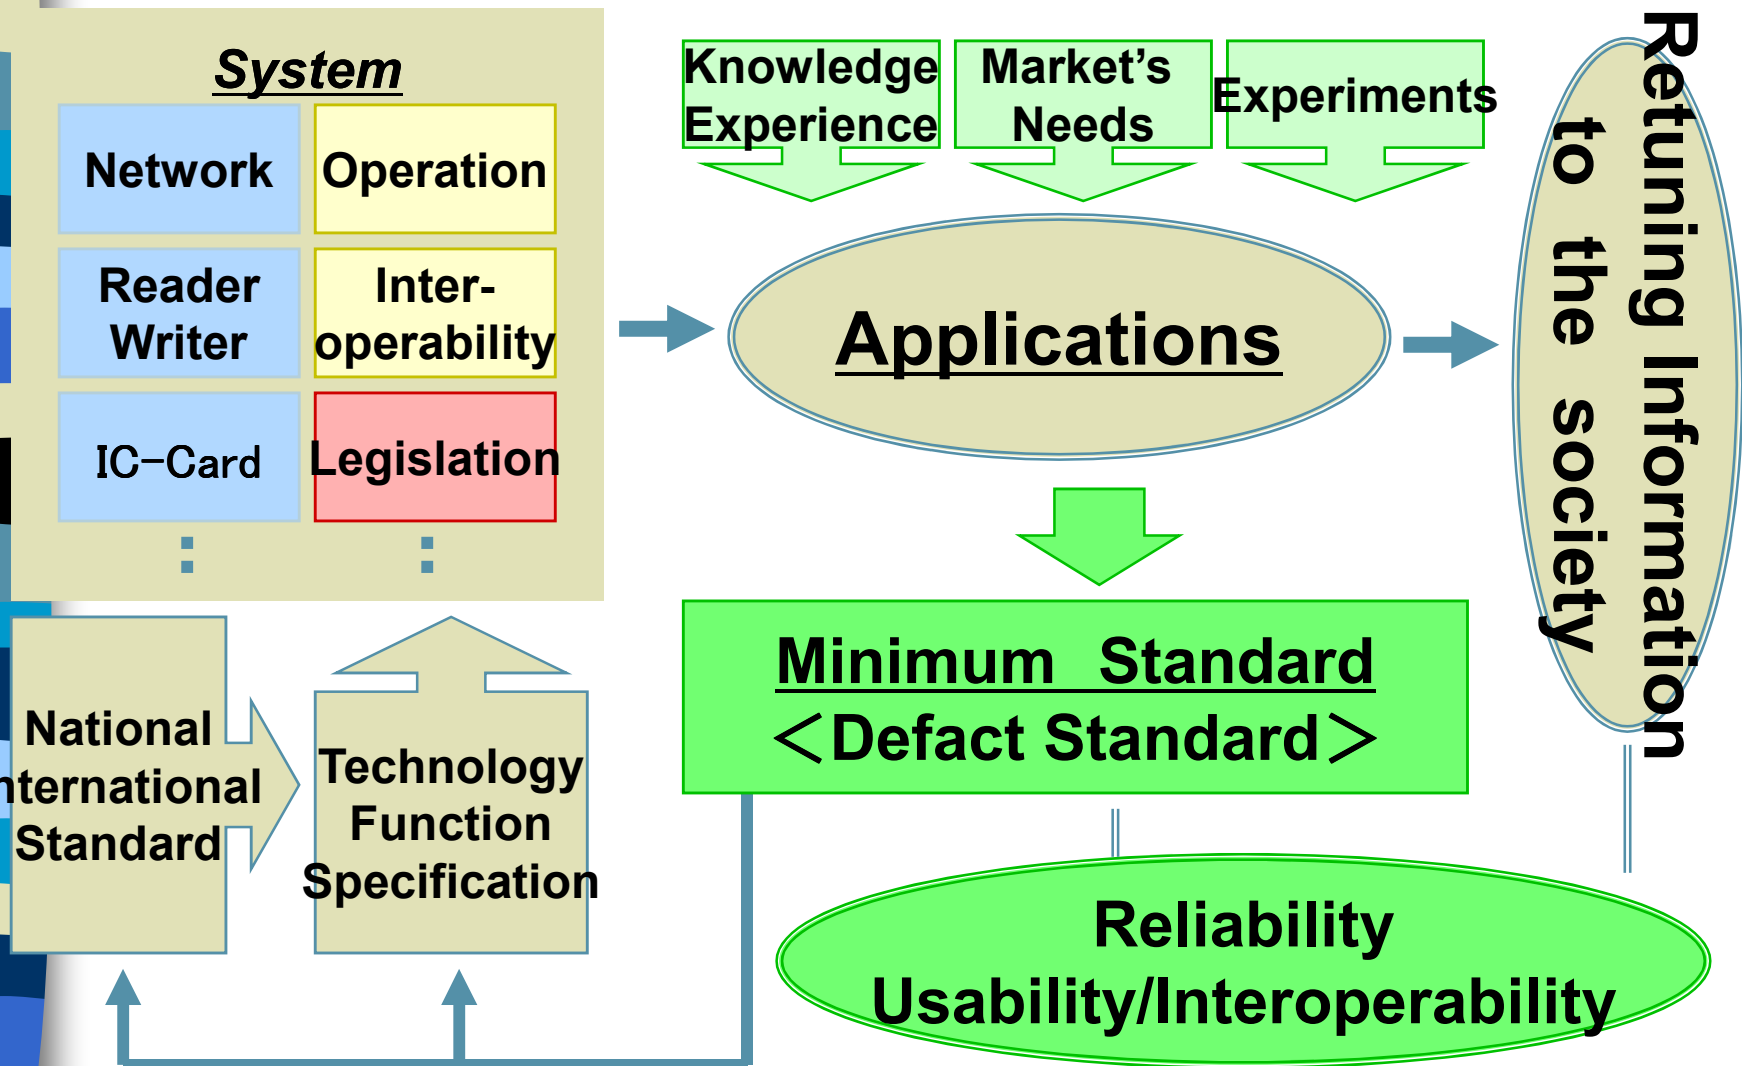 System
Network
Operation
Reader
Writer
Inter-
operability
IC-Card
Legislation
Knowledge
Experience
Market’s
Needs
Experiments
Applications
Retuning Information
to the society
Minimum Standard
＜Defact Standard＞
National
nternational
Standard
Technology
Function
Specification
Reliability
Usability/Interoperability